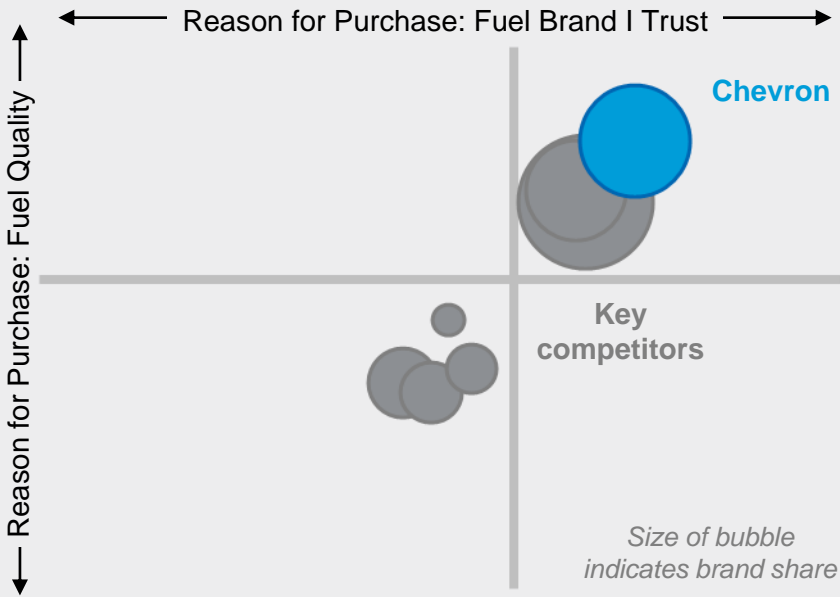 Reason for Purchase: Fuel Brand I Trust
Reason for Purchase: Fuel Quality
Chevron
Key
competitors
Size of bubble
indicates brand share